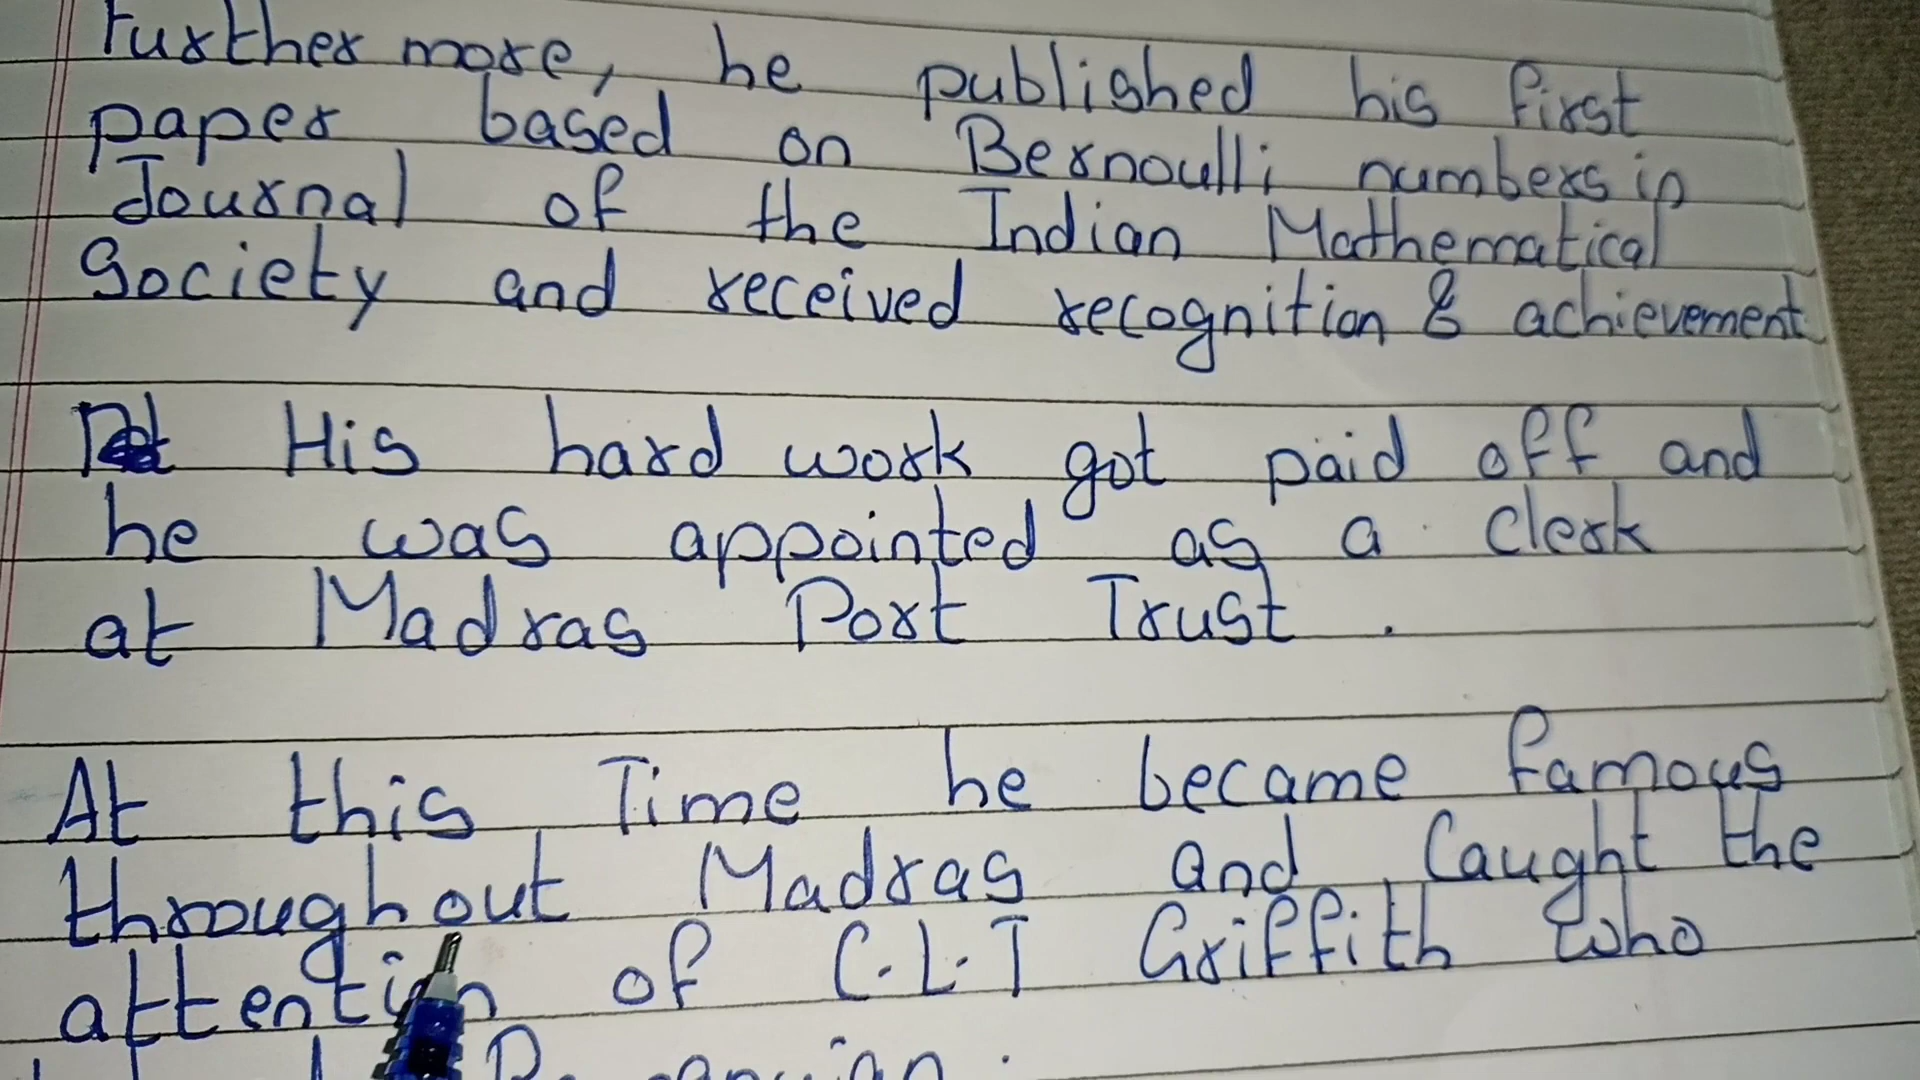 Furthermore, he published his first
paper based on Bernoulli numbers in
Journal of the Indian Mathematical
Society and received recognition & achievement
His hard work got paid off and
he was appointed as a clerk
at Madras Port Trust .
At this Time he became famous
throughout Madras and caught the
attention of C.L.T Griffith who